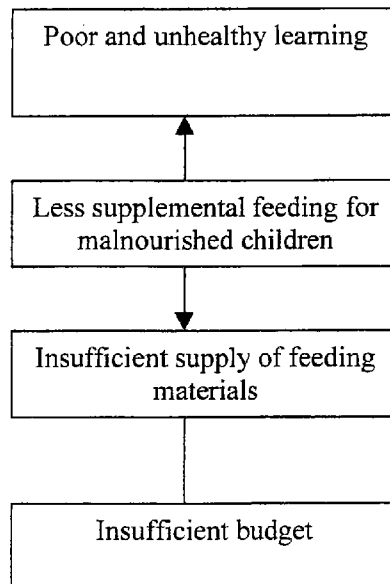 Poor and unhealthy learning
Less supplemental feeding for
malnourished children
Insufficient supply of feeding
materials
Insufficient budget